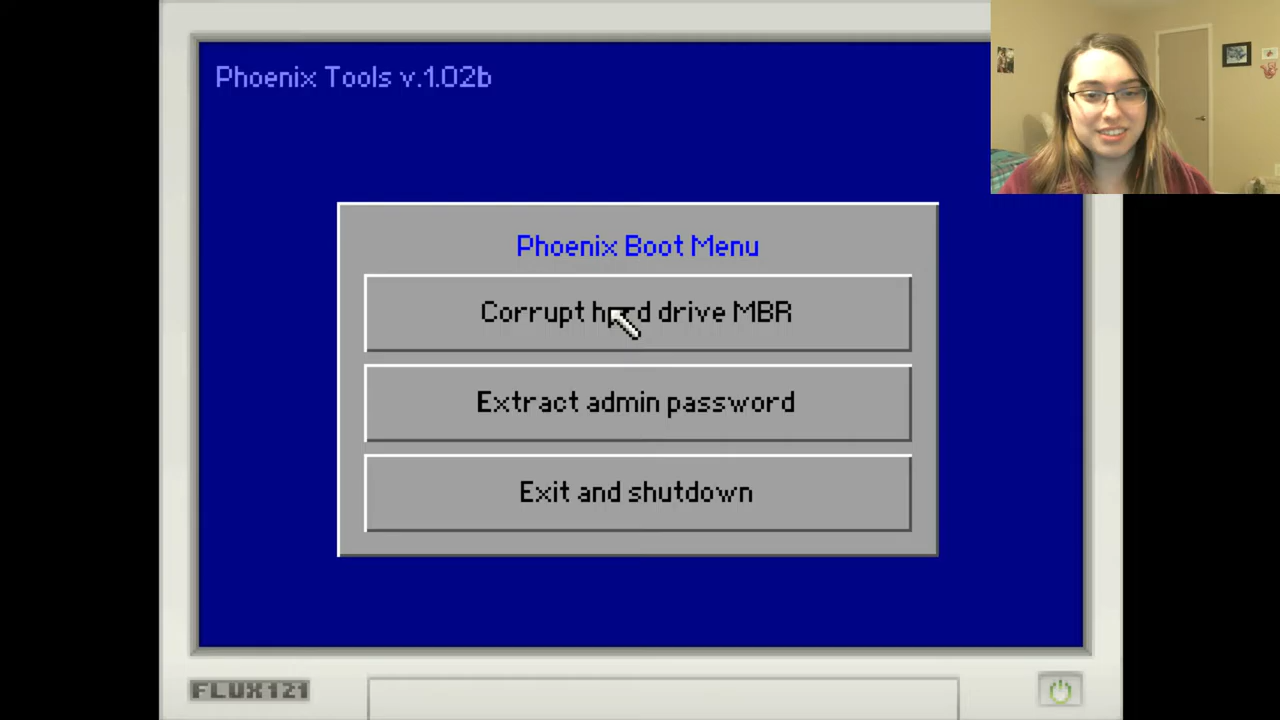 Phoenix Tools v.1.02b
Phoenix Boot Menu
Corrupt hard drive MBR
Extract admin password
Exit and shutdown
FLUX121